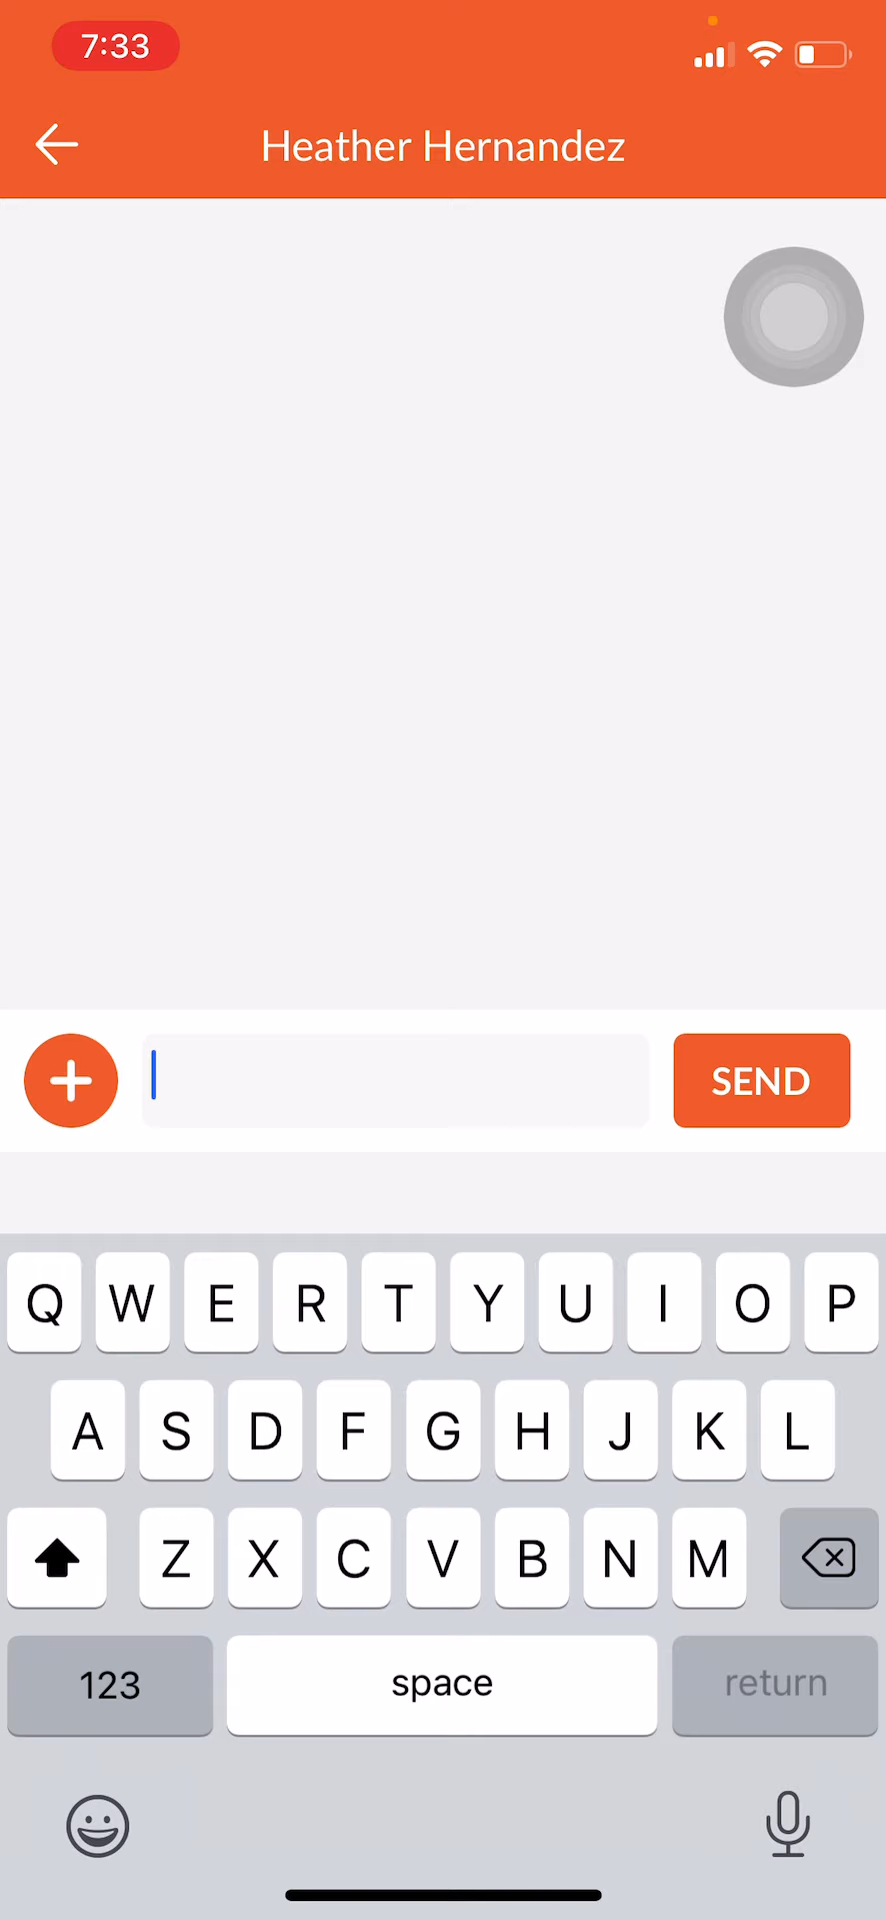 7:33
Heather Hernandez
SEND
Q W E R T Y U I O P
A S D F G H J K L
Z X C V B N M
123 space return